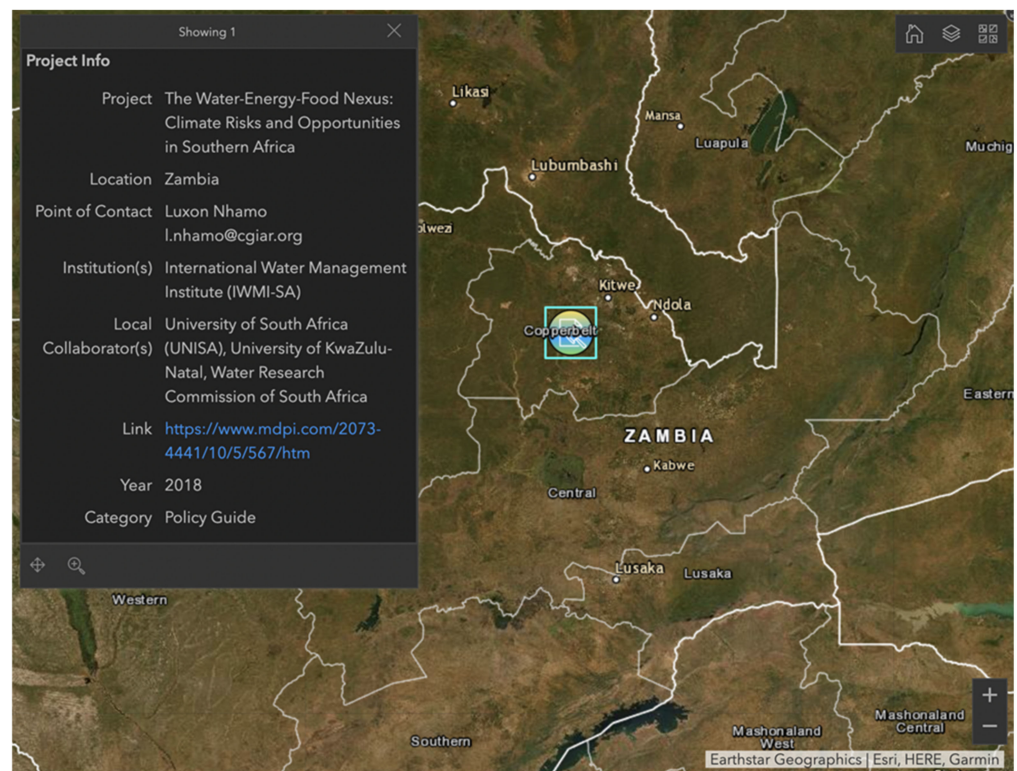 Showing 1
Project Info
Project The Water-Energy-Food Nexus:
Climate Risks and Opportunities
in Southern Africa
Location Zambia
Point of Contact Luxon Nhamo
l.nhamo@cgiar.org
Institution(s) International Water Management
Institute (IWMI-SA)
Local University of South Africa
Collaborator(s) (UNISA), University of KwaZulu-
Natal, Water Research
Commission of South Africa
Link https://www.mdpi.com/2073-
4441/10/5/567/htm
Year 2018
Category Policy Guide
Likasi
Mansa
Luapula
Muchig
Lubumbashi
olwezi
Kitwe
Ndola
Copperbelt
Eastern
ZAMBIA
Kabwe
Central
Lusaka
Lusaka
Western
Southern
Mashonaland
Central
Mashonaland
West
Earthstar Geographics | Esri, HERE, Garmin